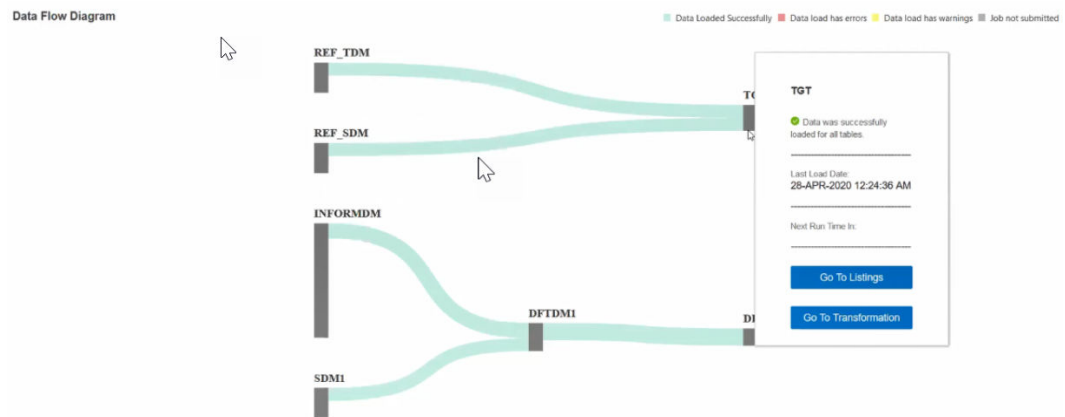 Data Flow Diagram
Data Loaded Successfully Data load has errors Data load has warnings Job not submitted
REF_TDM
TGT
Data was successfully
loaded for all tables.
Last Load Date:
28-APR-2020 12:24:36 AM
Next Run Time In:
Go To Listings
Go To Transformation
REF_SDM
INFORMDM
DFTDM1
SDM1